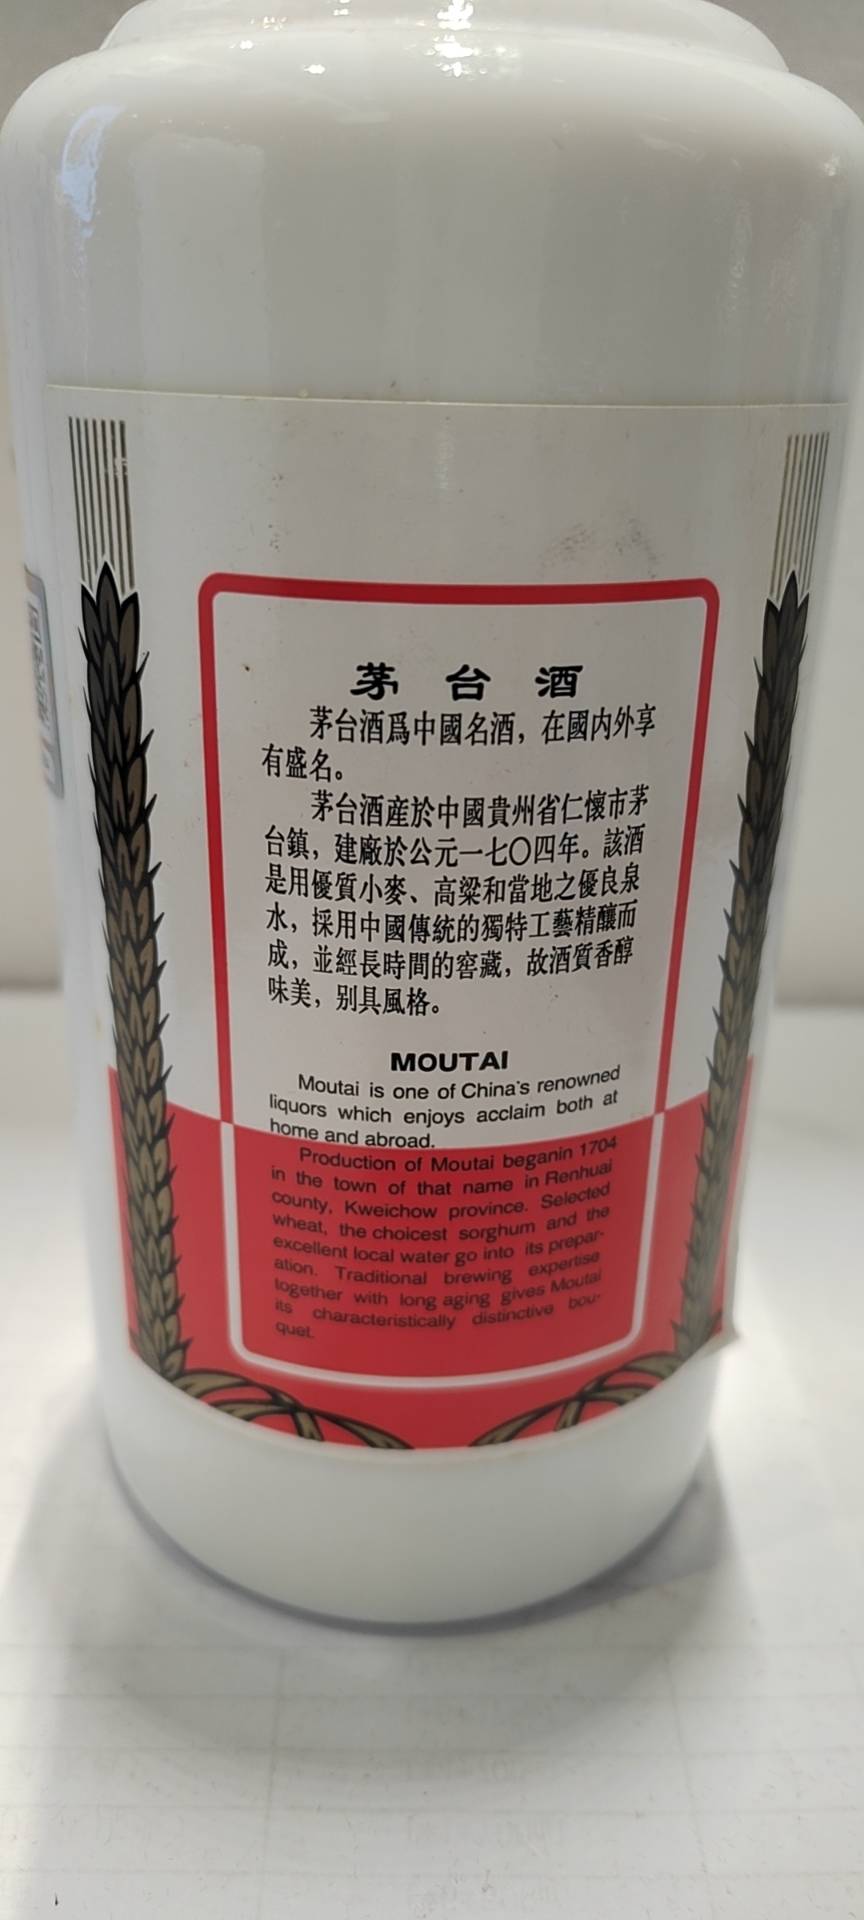 茅台酒
茅台酒爲中國名酒，在國内外享
有盛名。
茅台酒産於中國貴州省仁懷市茅
台鎮，建廠於公元一七〇四年。該酒
是用優質小麥、高粱和當地之優良泉
水，採用中國傳統的獨特工藝精釀而
成，並經長時間的窖藏，故酒質香醇
味美，别具風格。
MOUTAI
Moutai is one of China's renowned
liquors which enjoys acclaim both at
home and abroad.
Production of Moutai beganin 1704
in the town of that name in Renhuai
county, Kweichow province. Selected
wheat, the choicest sorghum and the
excellent local water go into its prepar-
ation. Traditional brewing expertise
together with long aging gives Moutai
its characteristically distinctive bou-
quet.